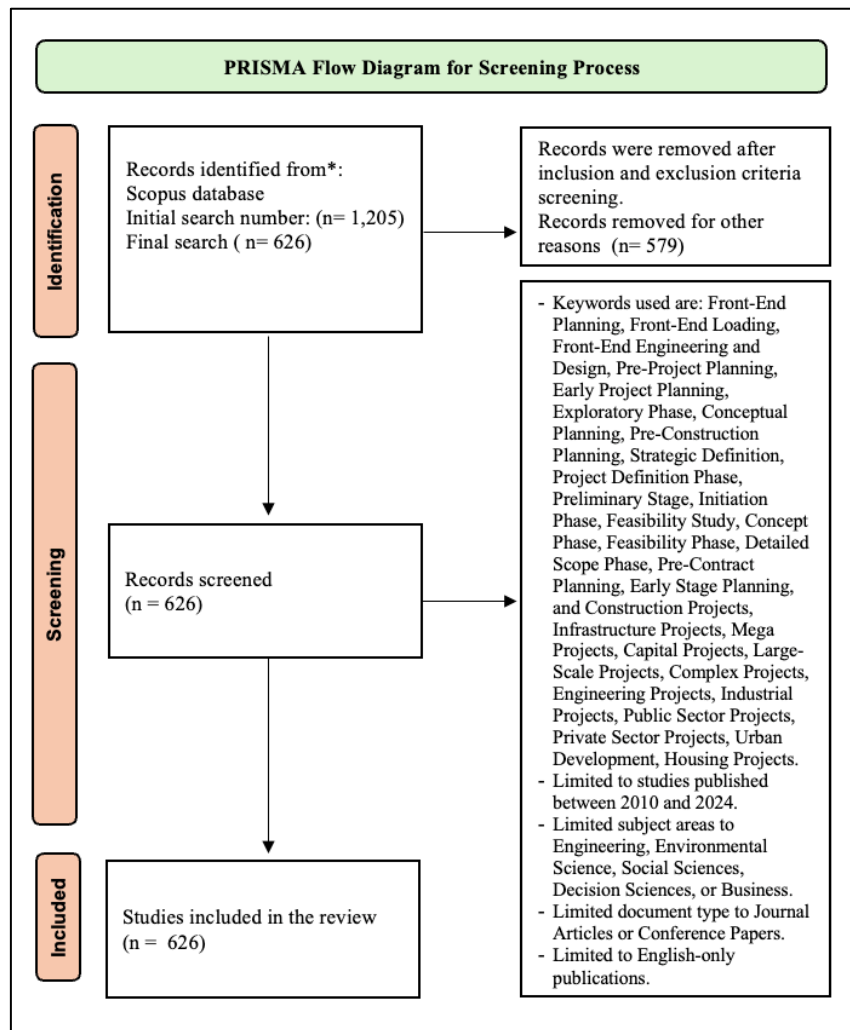 PRISMA Flow Diagram for Screening Process
Identification
Records identified from*:
Scopus database
Initial search number: (n= 1,205)
Final search ( n= 626)
Records were removed after
inclusion and exclusion criteria
screening.
Records removed for other
reasons  (n= 579)
Screening
Records screened
(n = 626)
- Keywords used are: Front-End
Planning, Front-End Loading,
Front-End Engineering and
Design, Pre-Project Planning,
Early Project Planning,
Exploratory Phase, Conceptual
Planning, Pre-Construction
Planning, Strategic Definition,
Project Definition Phase,
Preliminary Stage, Initiation
Phase, Feasibility Study, Concept
Phase, Feasibility Phase, Detailed
Scope Phase, Pre-Contract
Planning, Early Stage Planning,
and Construction Projects,
Infrastructure Projects, Mega
Projects, Capital Projects, Large-
Scale Projects, Complex Projects,
Engineering Projects, Industrial
Projects, Public Sector Projects,
Private Sector Projects, Urban
Development, Housing Projects.
- Limited to studies published
between 2010 and 2024.
- Limited subject areas to
Engineering, Environmental
Science, Social Sciences,
Decision Sciences, or Business.
- Limited document type to Journal
Articles or Conference Papers.
- Limited to English-only
publications.
Included
Studies included in the review
(n =  626)